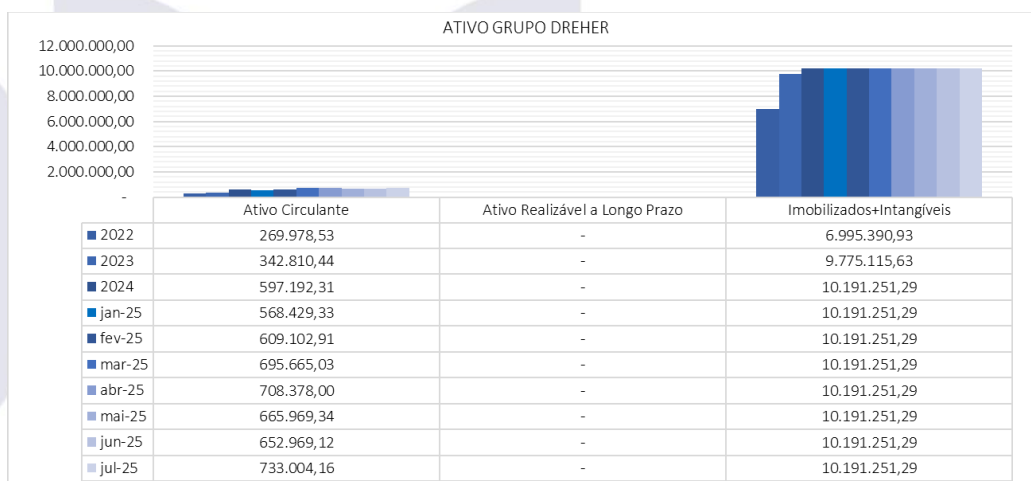 ATIVO GRUPO DREHER
12.000.000,00
10.000.000,00
8.000.000,00
6.000.000,00
4.000.000,00
2.000.000,00
-
Ativo Circulante Ativo Realizável a Longo Prazo Imobilizados+Intangíveis
2022 269.978,53 - 6.995.390,93
2023 342.810,44 - 9.775.115,63
2024 597.192,31 - 10.191.251,29
jan-25 568.429,33 - 10.191.251,29
fev-25 609.102,91 - 10.191.251,29
mar-25 695.665,03 - 10.191.251,29
abr-25 708.378,00 - 10.191.251,29
mai-25 665.969,34 - 10.191.251,29
jun-25 652.969,12 - 10.191.251,29
jul-25 733.004,16 - 10.191.251,29